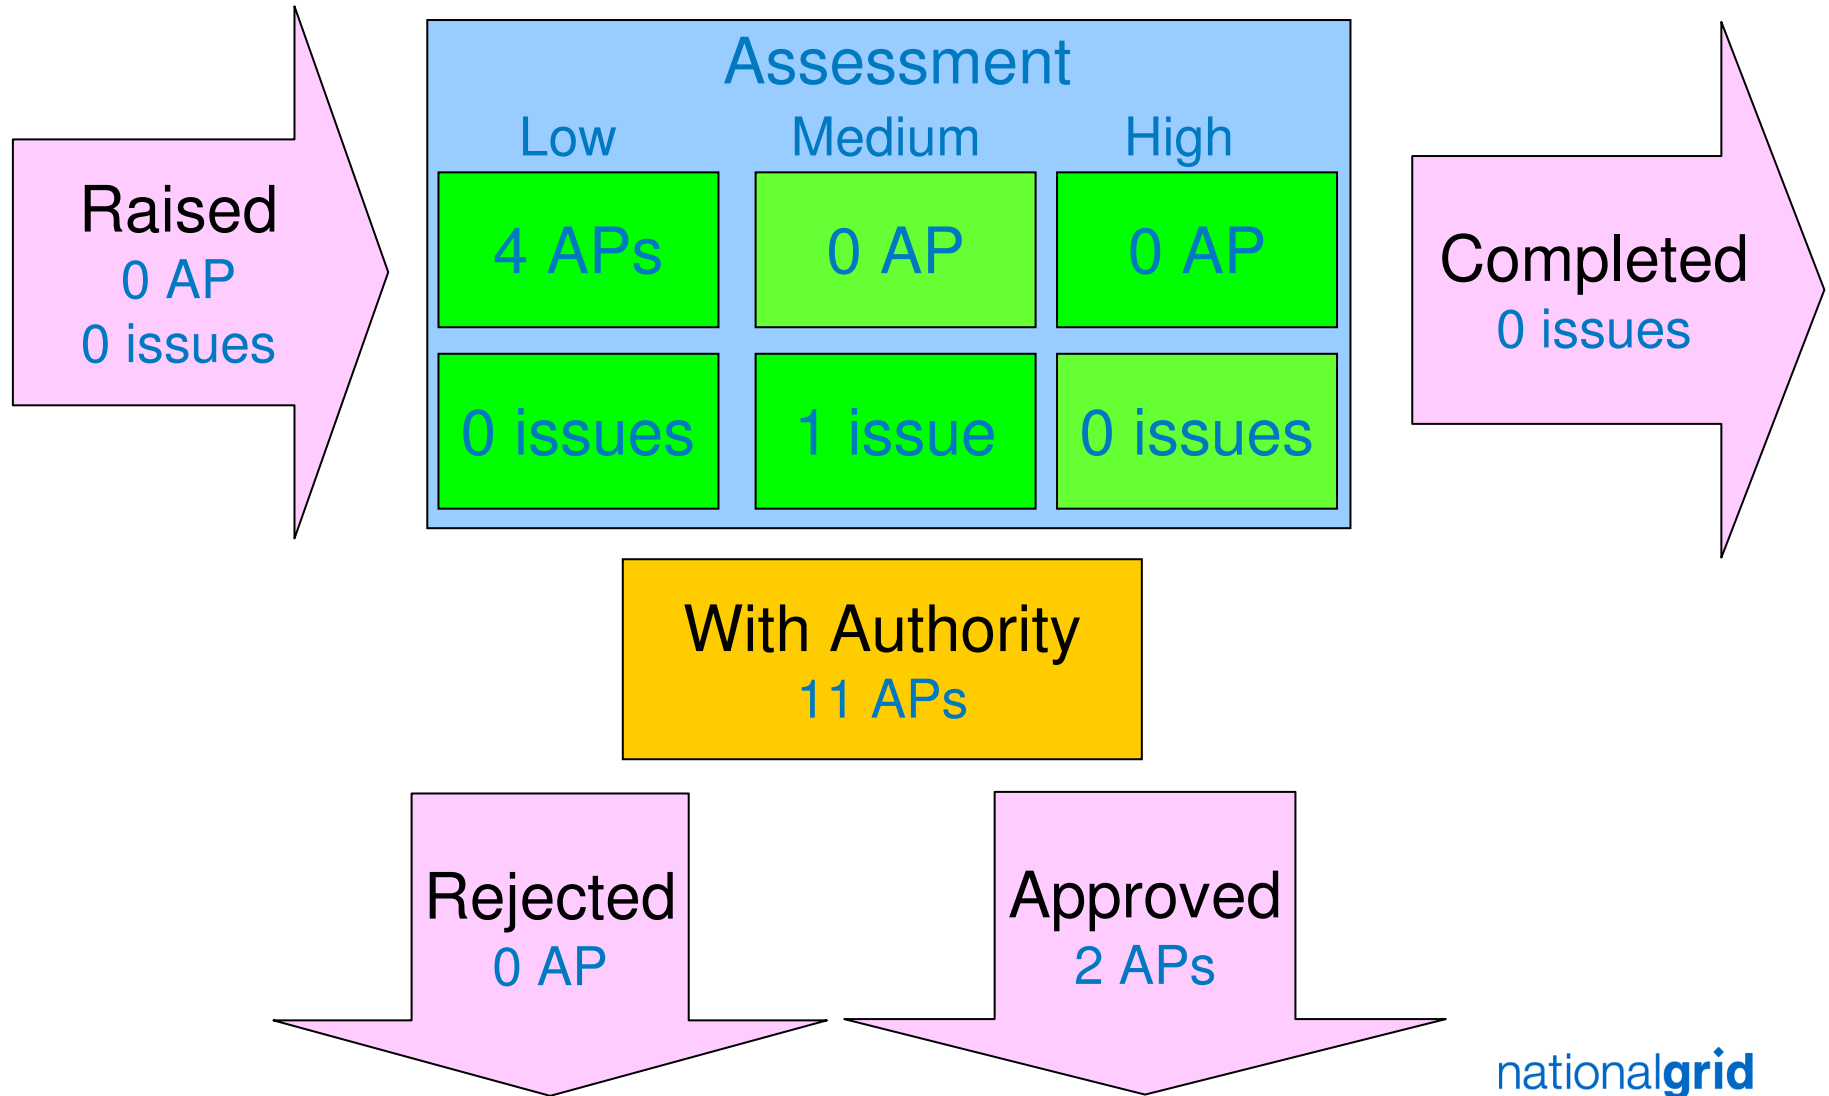 Raised
0 AP
0 issues
Assessment
Low Medium High
4 APs 0 AP 0 AP
0 issues 1 issue 0 issues
Completed
0 issues
With Authority
11 APs
Rejected
0 AP
Approved
2 APs
nationalgrid